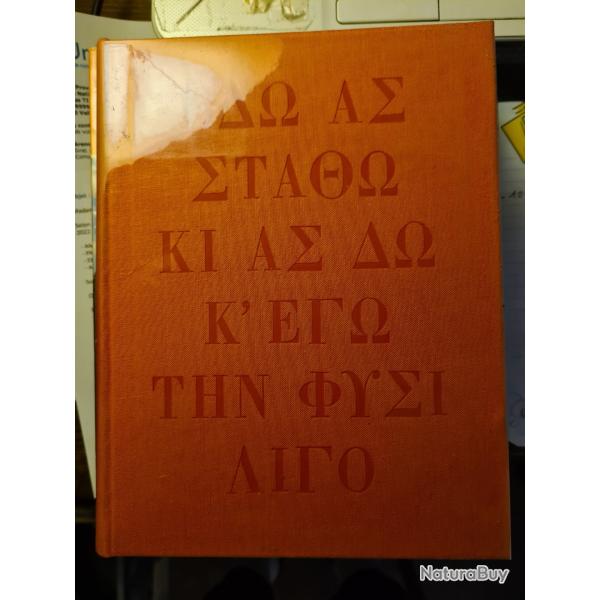 ΔΩ ΑΣ
ΣΤΑΘΩ
ΚΙ ΑΣ ΔΩ
Κ'ΕΓΩ
ΤΗΝ ΦΥΣΙ
ΛΙΓΟ
NaturaBuy